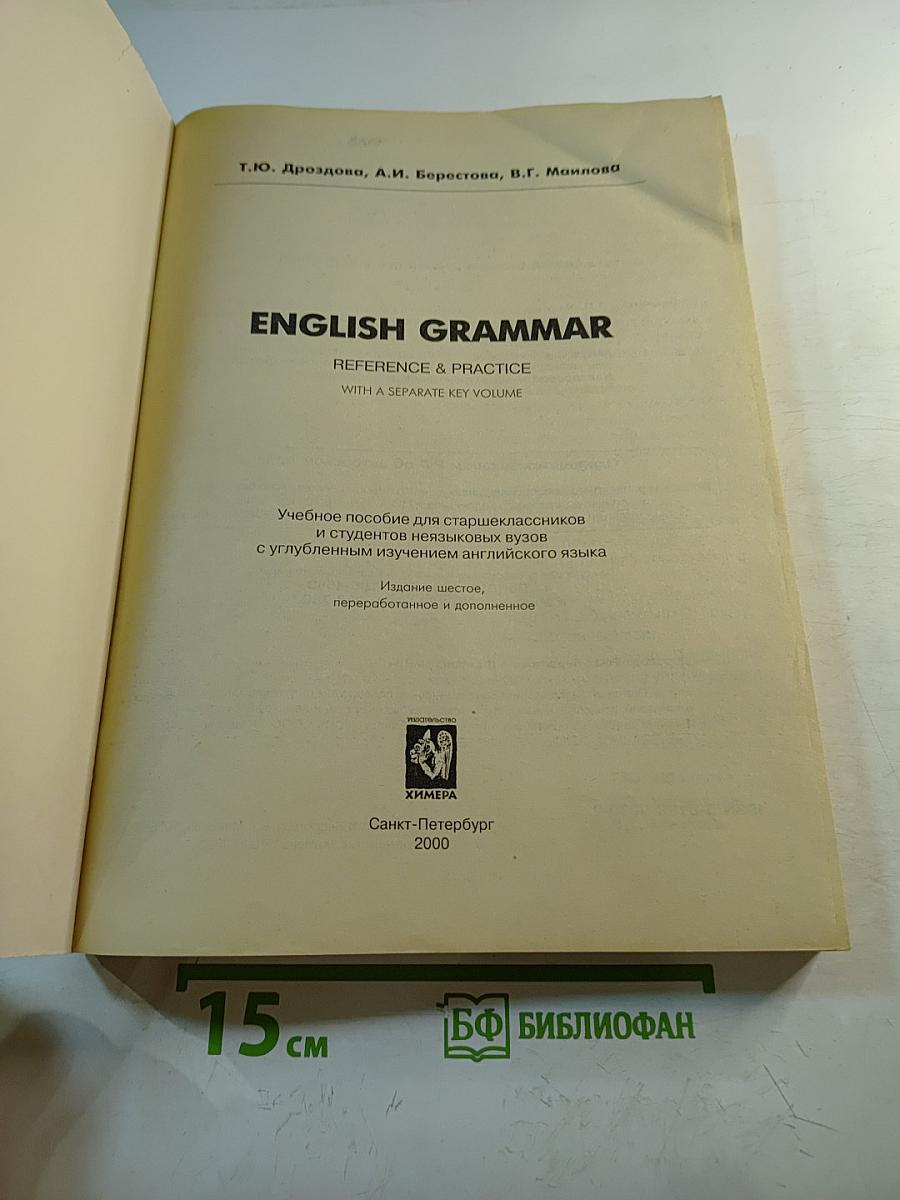 Т.Ю. Дроздова, А.И. Берестова, В.Г. Маилова
ENGLISH GRAMMAR
REFERENCE & PRACTICE
WITH A SEPARATE KEY VOLUME
Учебное пособие для старшеклассников
и студентов неязыковых вузов
с углубленным изучением английского языка
Издание шестое,
переработанное и дополненное
ИЗДАТЕЛЬСТВО
ХИМЕРА
Санкт-Петербург
2000
15 см
БФ БИБЛИОФАН